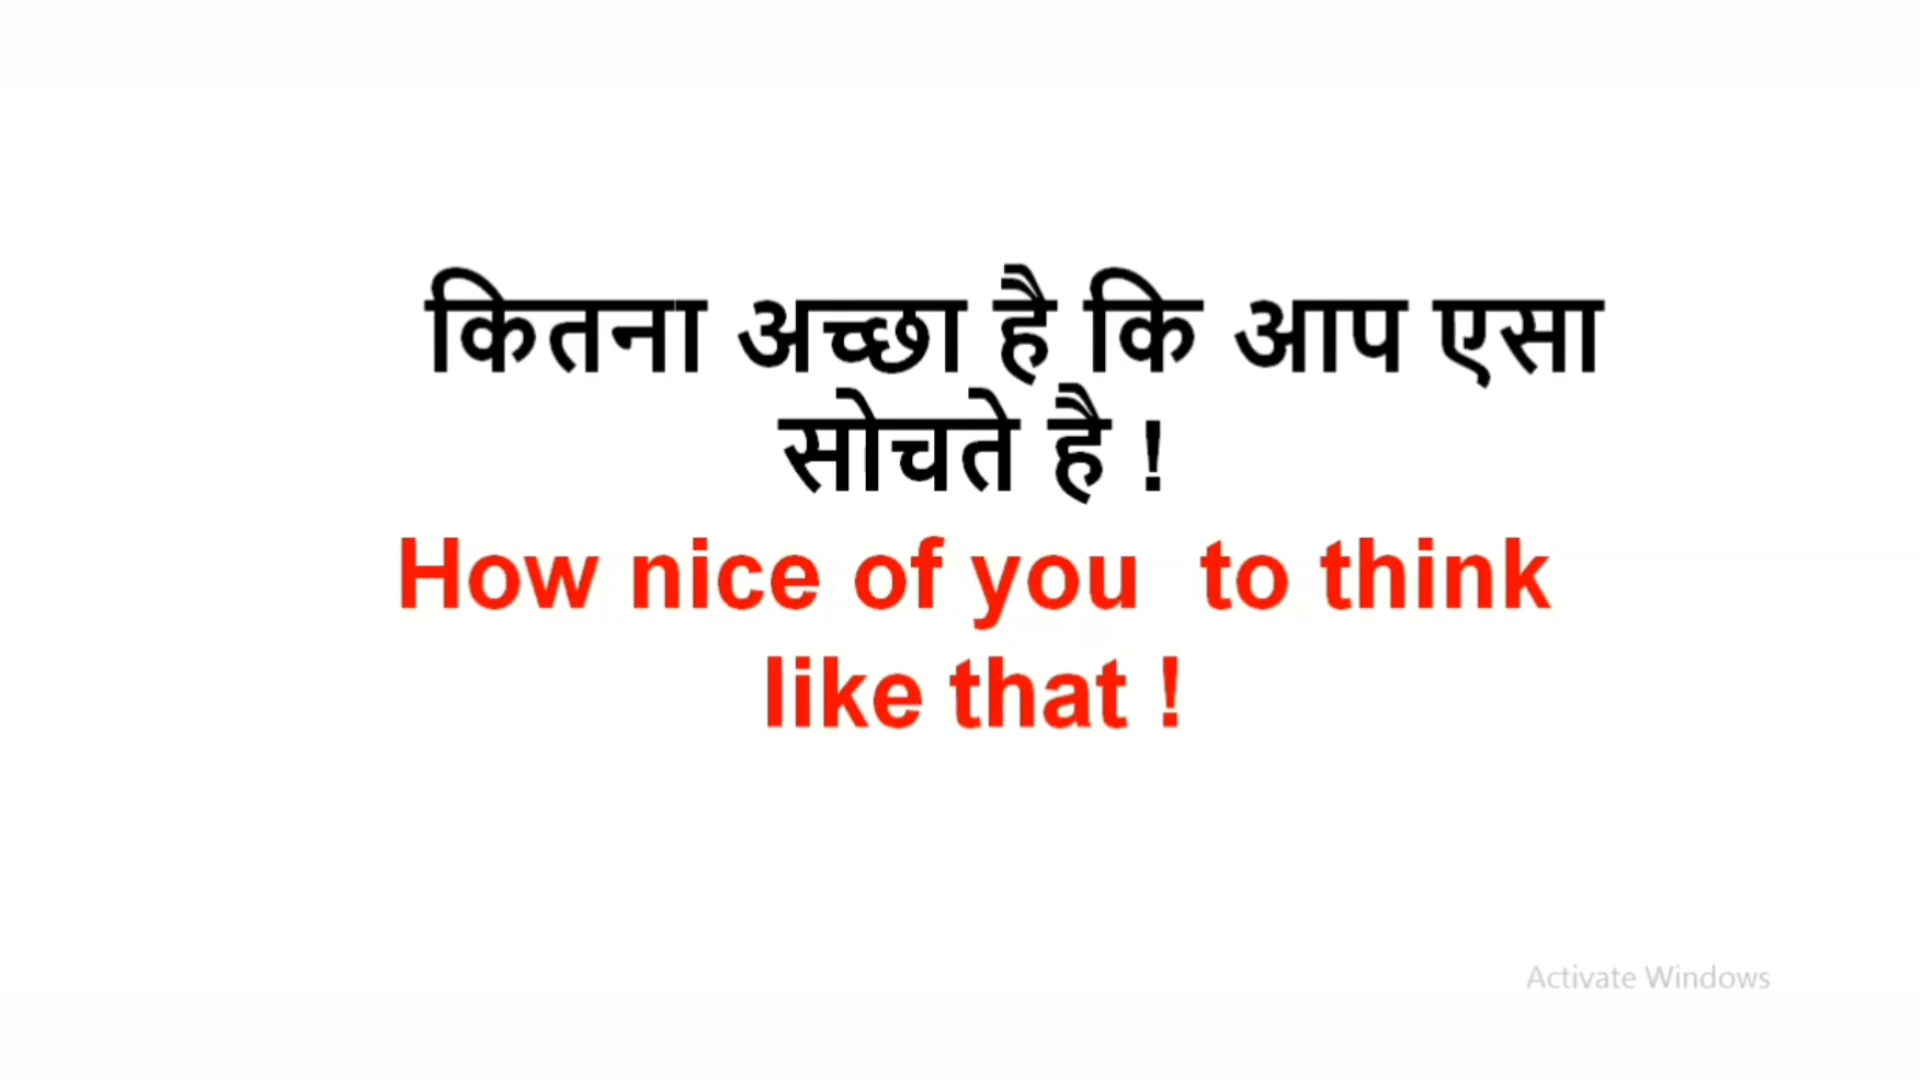 कितना अच्छा है कि आप एसा
सोचते है !
How nice of you  to think
like that !
Activate Windows